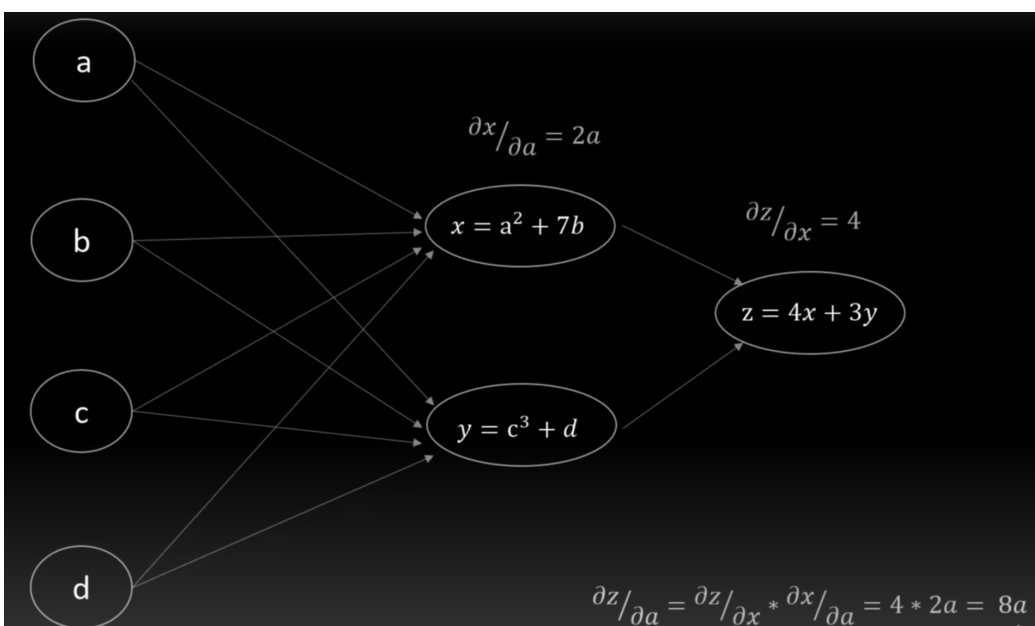 a
∂x/∂a = 2a
∂z/∂x = 4
b
x = a² + 7b
z = 4x + 3y
c
y = c³ + d
d
∂z/∂a = ∂z/∂x * ∂x/∂a = 4 * 2a = 8a